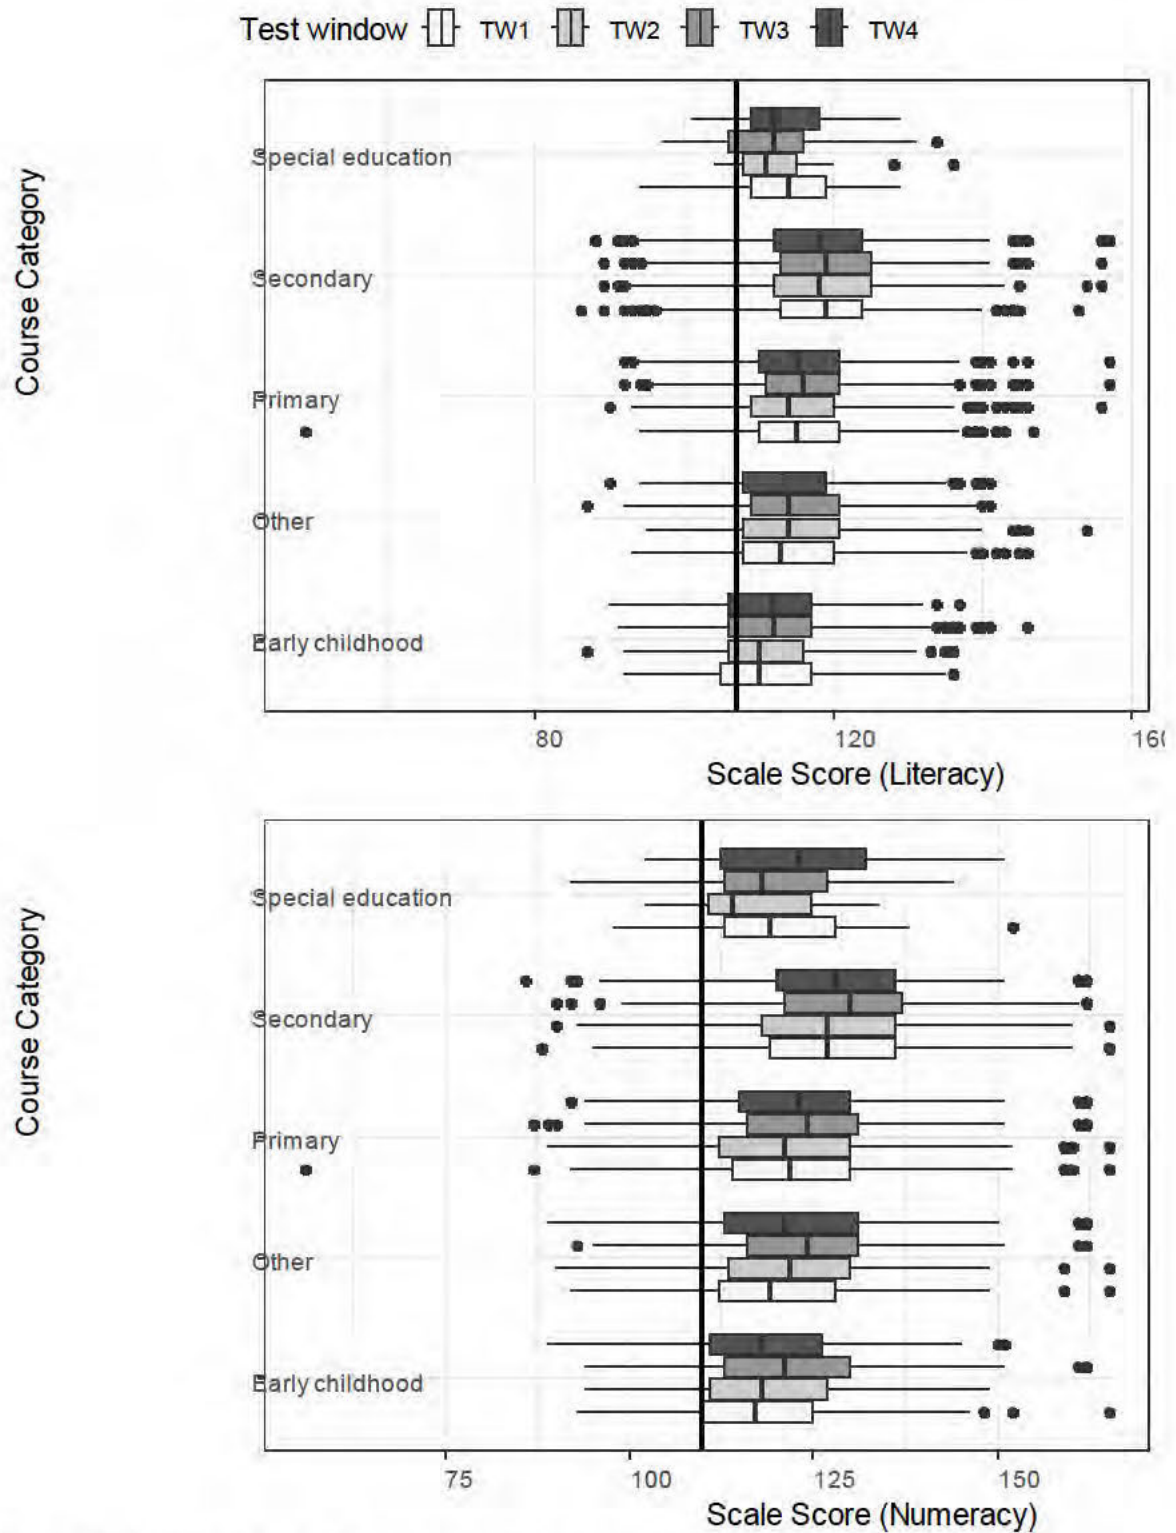 Test window TW1 TW2 TW3 TW4
Course Category
Special education
Secondary
Primary
Other
Early childhood
80 120 160
Scale Score (Literacy)
Course Category
Special education
Secondary
Primary
Other
Early childhood
75 100 125 150
Scale Score (Numeracy)